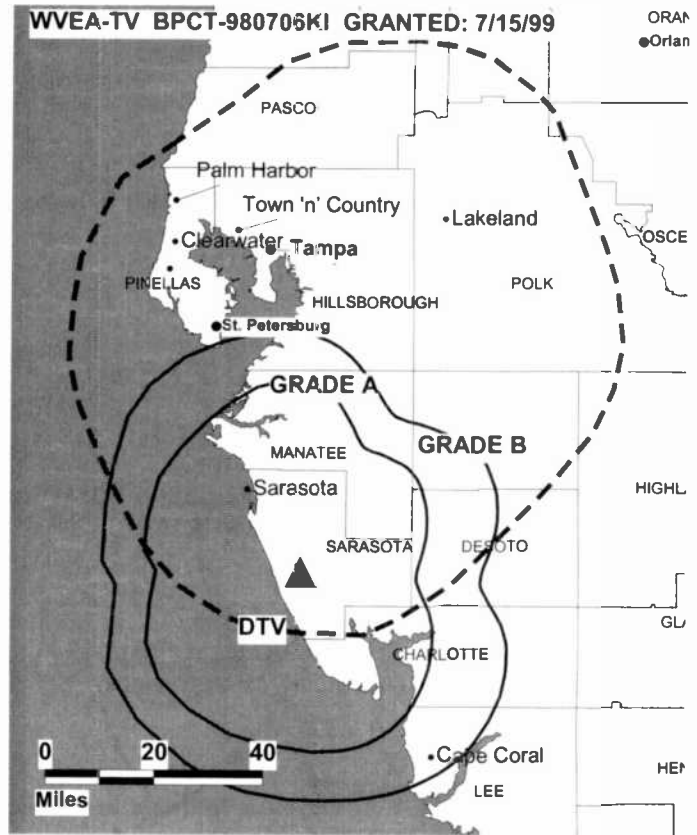 WVEA-TV BPCT-980706KI GRANTED: 7/15/99
ORAN
Orlan
PASCO
Palm Harbor
Town 'n' Country
Lakeland
Clearwater
Tampa
OSCE
PINELLAS
HILLSBOROUGH
POLK
St. Petersburg
GRADE A
GRADE B
MANATEE
Sarasota
HIGHL
SARASOTA
DESOTO
DTV
GLA
CHARLOTTE
0 20 40
Cape Coral
HEN
Miles
LEE